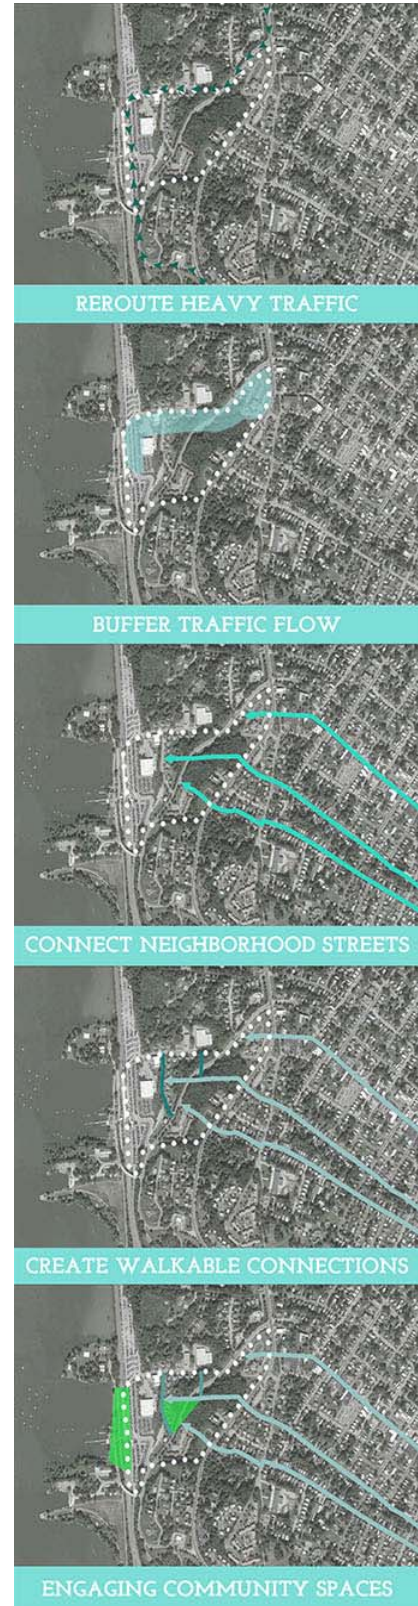 REROUTE HEAVY TRAFFIC
BUFFER TRAFFIC FLOW
CONNECT NEIGHBORHOOD STREETS
CREATE WALKABLE CONNECTIONS
ENGAGING COMMUNITY SPACES